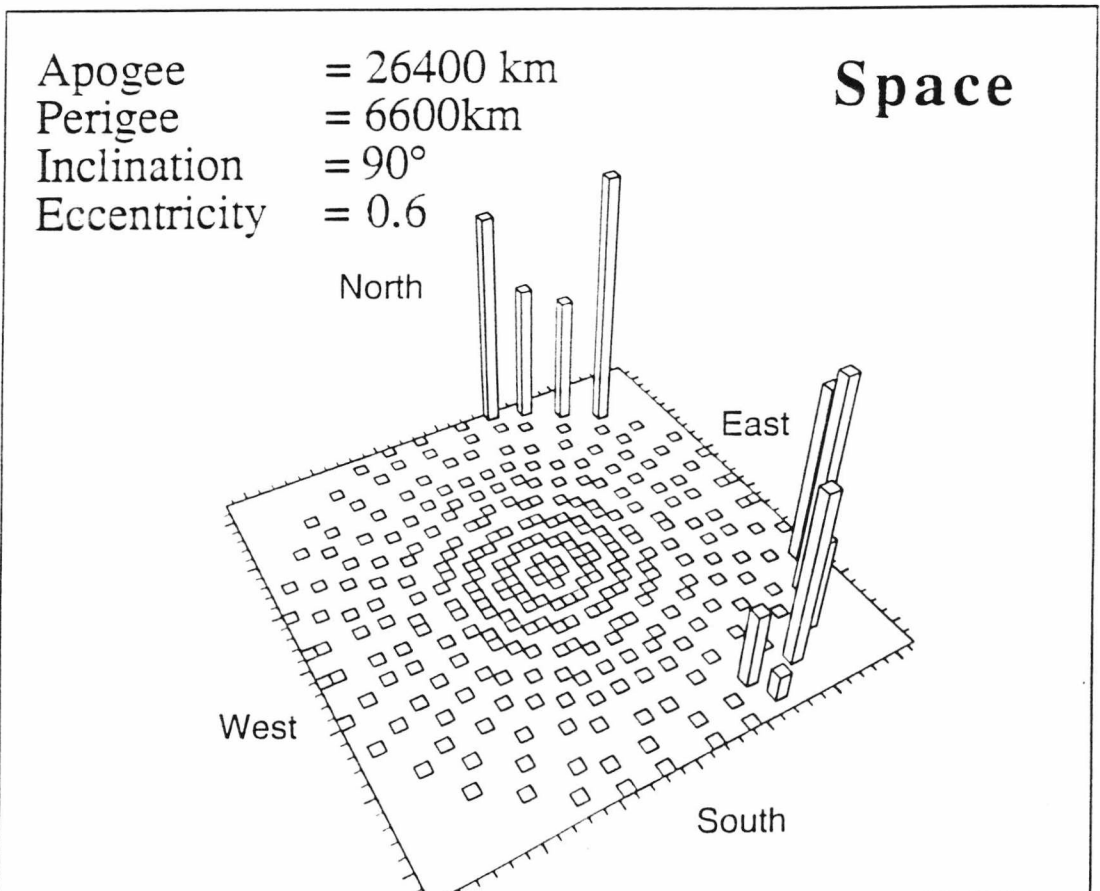 Apogee = 26400 km
Perigee = 6600km
Inclination = 90°
Eccentricity = 0.6
Space
North
East
West
South